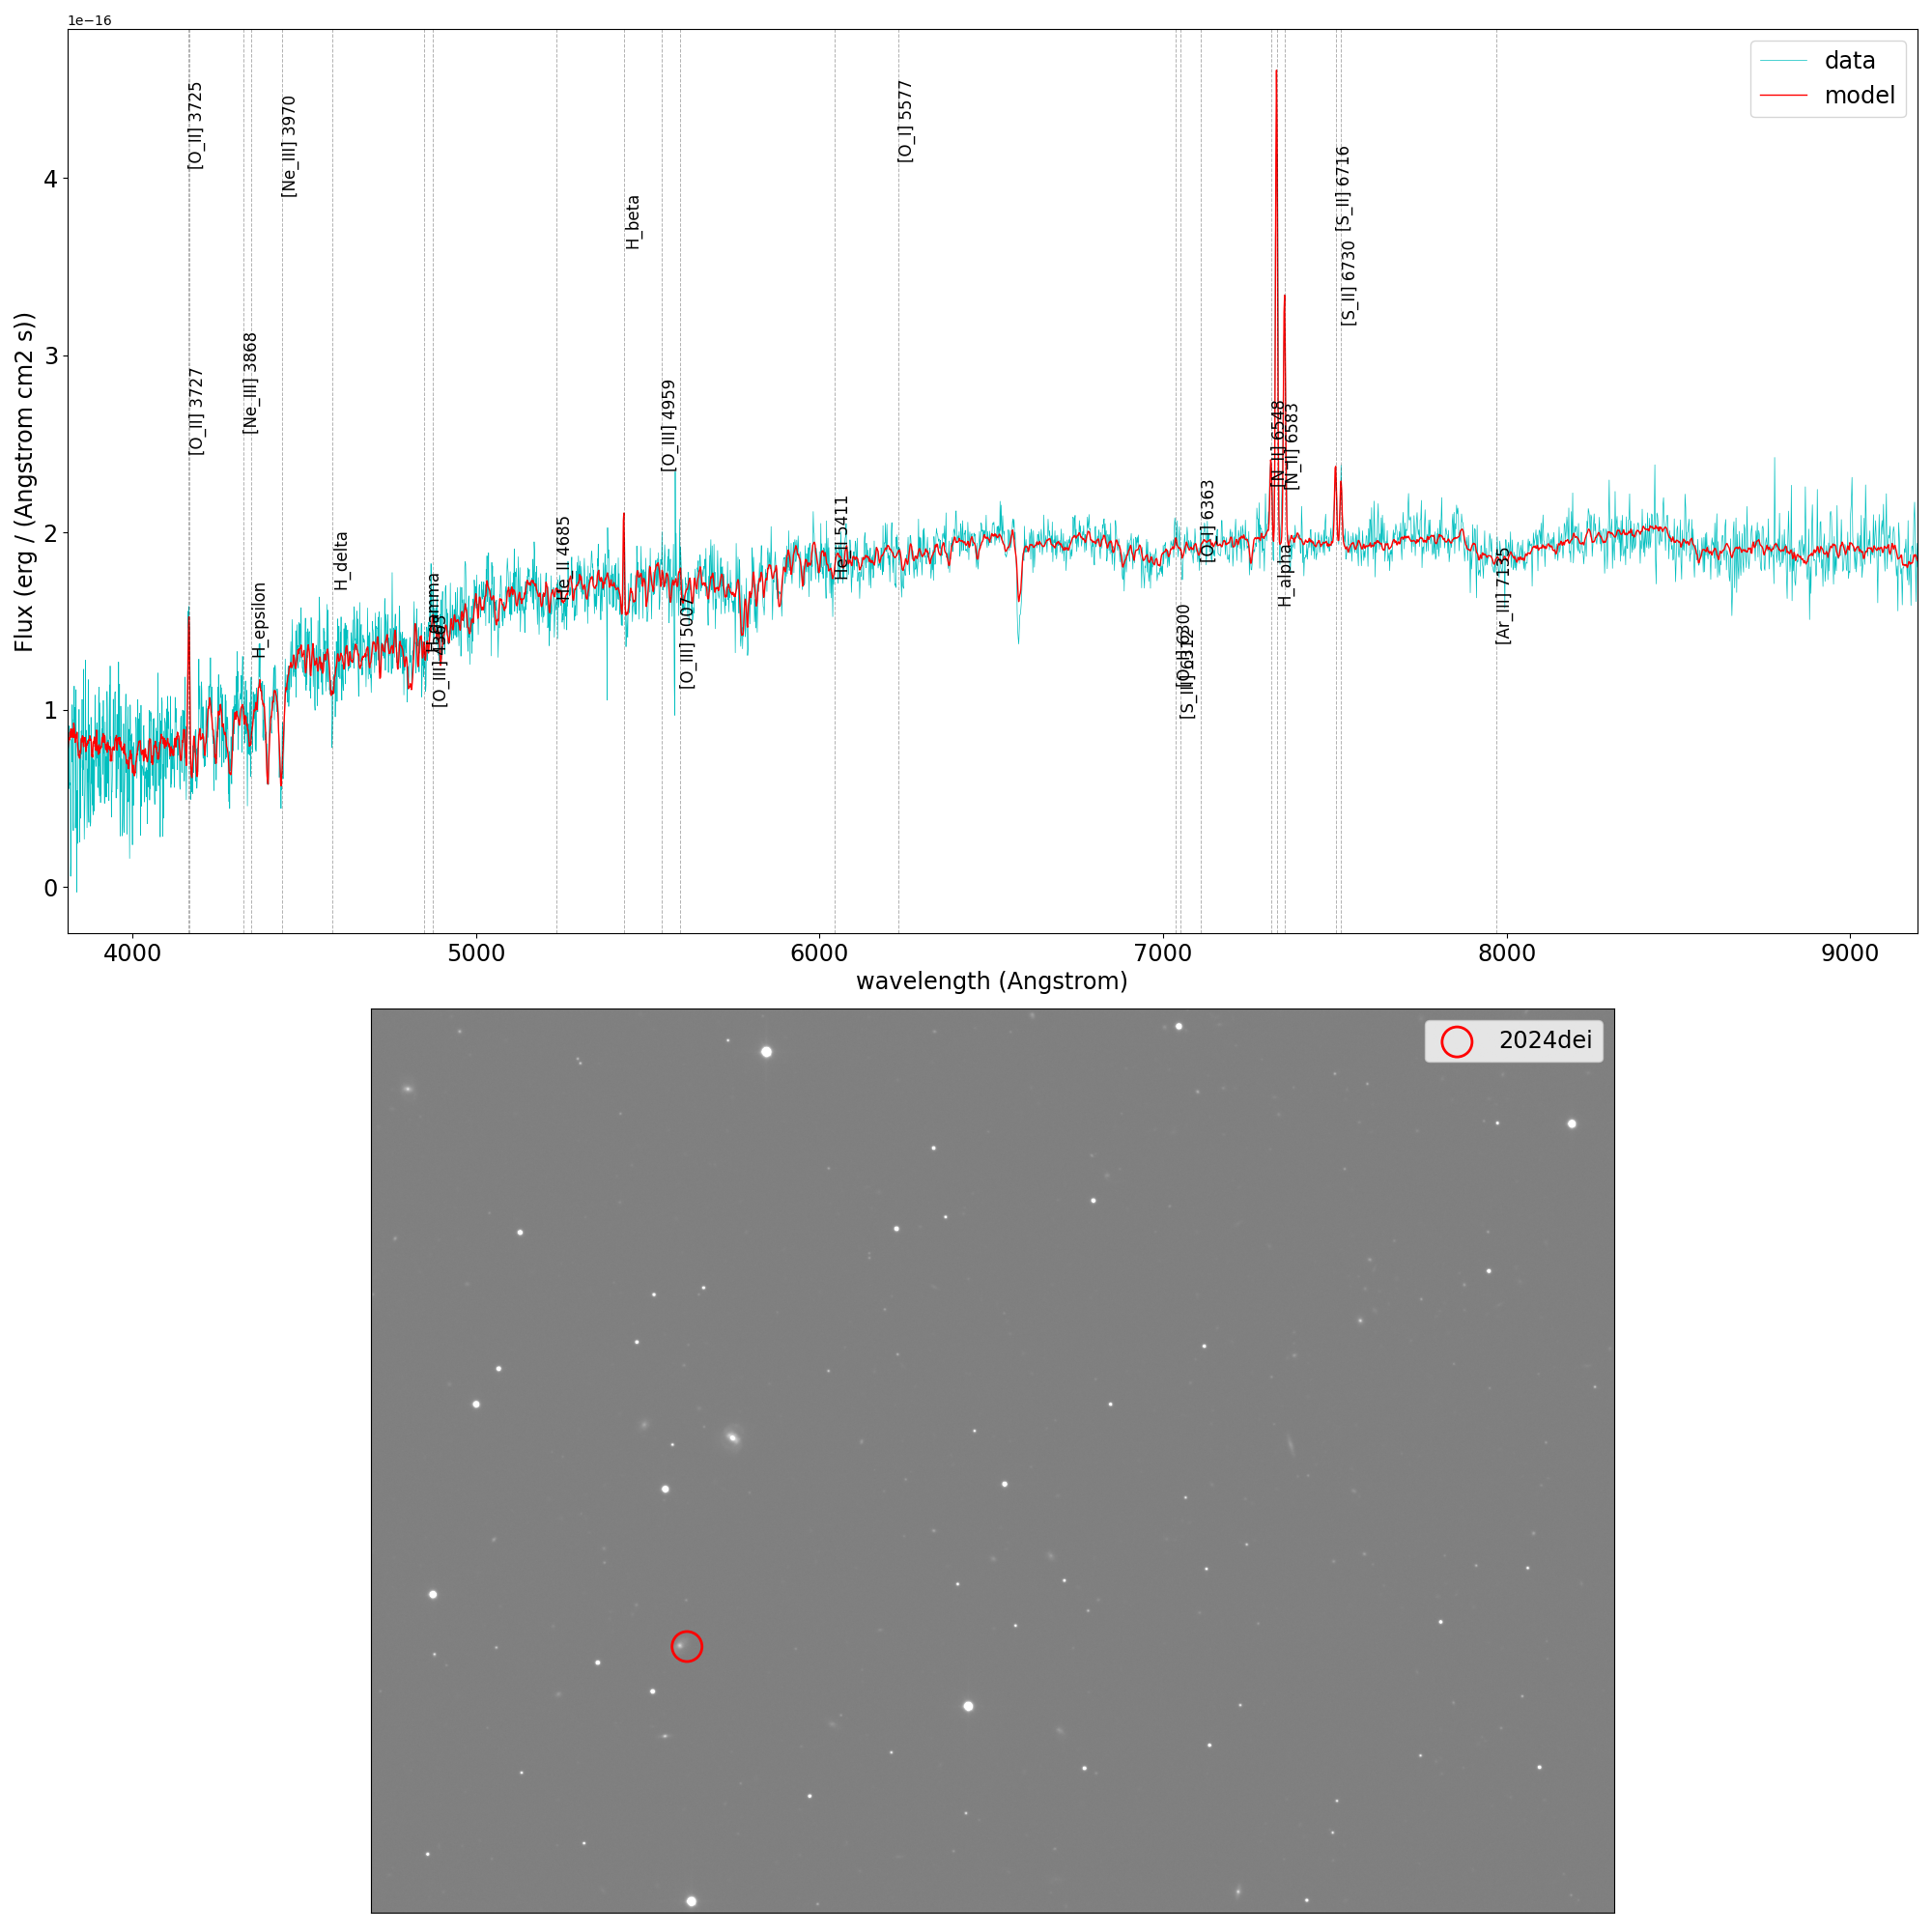 1e−16
data
model
[O_II] 3725
[Ne_III] 3970
[O_I] 5577
H_beta
[S_II] 6716
[S_II] 6730
[O_II] 3727
[Ne_III] 3868
[O_III] 4959
[N_II] 6548
[N_II] 6583
H_epsilon
H_delta
H_gamma
He_II 4685
[O_III] 5007
He_II 5411
[O_I] 6363
H_alpha
[Ar_III] 7135
4
3
2
1
0
Flux (erg / (Angstrom cm2 s))
4000
5000
6000
7000
8000
9000
wavelength (Angstrom)
2024dei